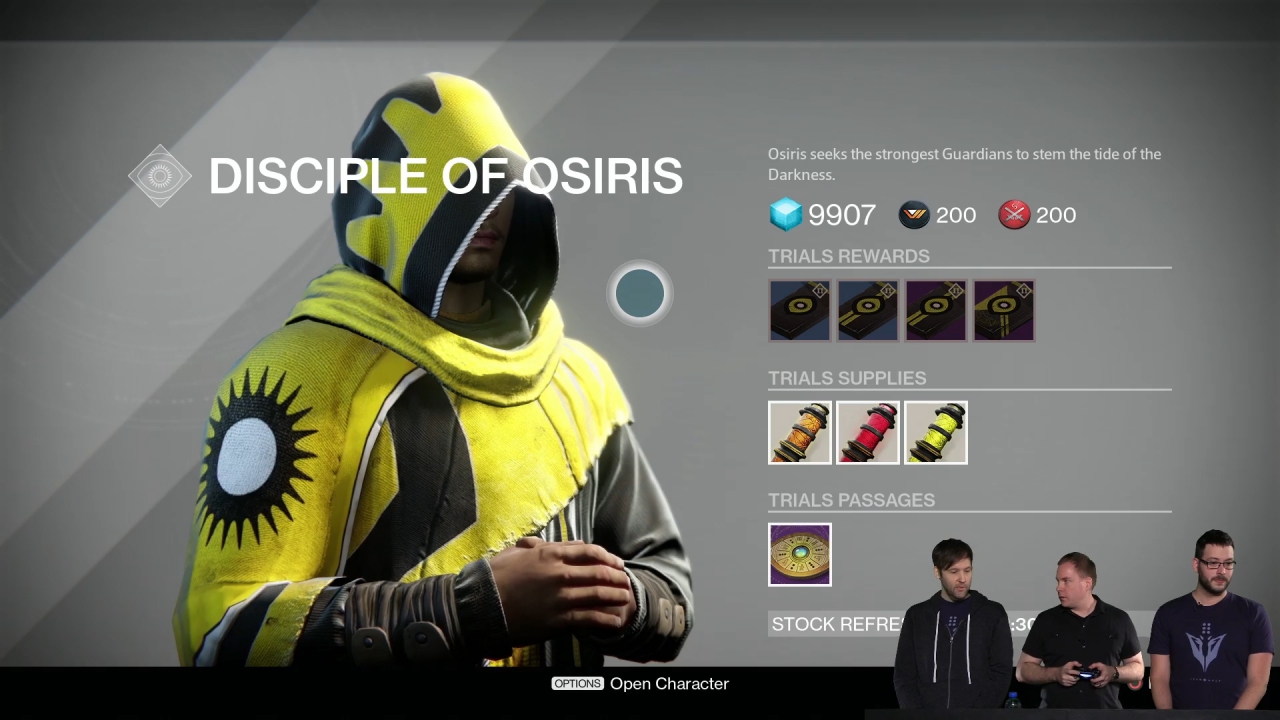 DISCIPLE OF OSIRIS
Osiris seeks the strongest Guardians to stem the tide of the
Darkness.
9907 200 200
TRIALS REWARDS
TRIALS SUPPLIES
TRIALS PASSAGES
STOCK
OPTIONS Open Character